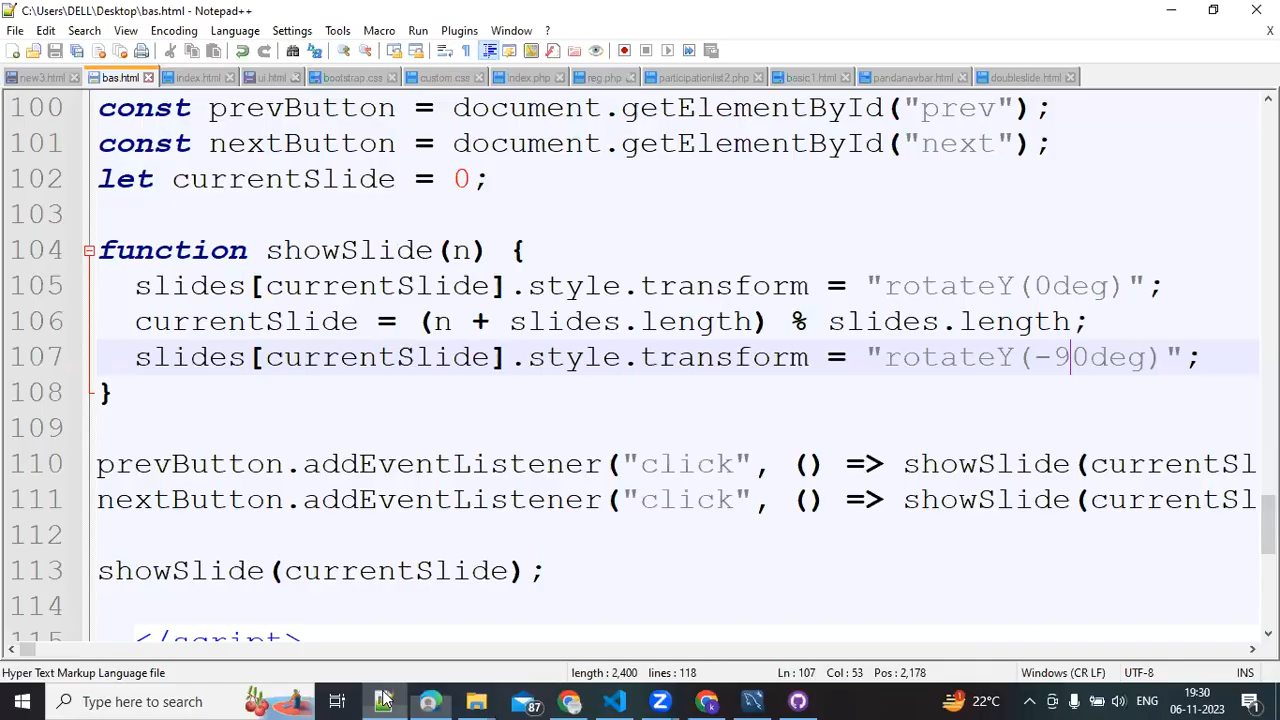 C:\Users\DELL\Desktop\bas.html - Notepad++
File Edit Search View Encoding Language Settings Tools Macro Run Plugins Window ? X
new3.html bas.html index.html ui.html bootstrap.css custom.css index.php reg.php participatelist2.php basic1.html pandanavbar.html doubleslide.html
100 const prevButton = document.getElementById("prev");
101 const nextButton = document.getElementById("next");
102 let currentSlide = 0;
103
104 function showSlide(n) {
105 slides[currentSlide].style.transform = "rotateY(0deg)";
106 currentSlide = (n + slides.length) % slides.length;
107 slides[currentSlide].style.transform = "rotateY(-90deg)";
108 }
109
110 prevButton.addEventListener("click", () => showSlide(currentSl
111 nextButton.addEventListener("click", () => showSlide(currentSl
112
113 showSlide(currentSlide);
114
115 </script>
Hyper Text Markup Language file length : 2,400 lines : 118 Ln : 107 Col : 53 Pos : 2,178 Windows (CR LF) UTF-8 INS
Type here to search 87 22°C ENG 19:30
06-11-2023 1